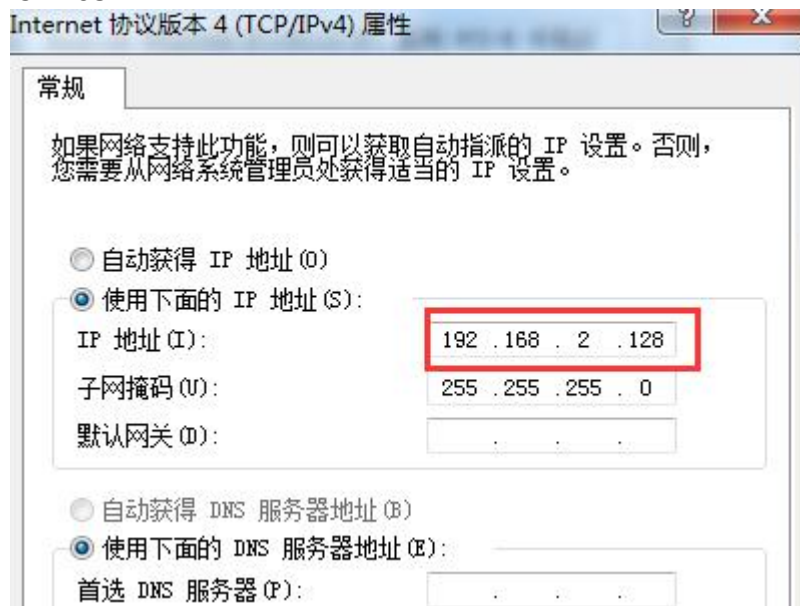 Internet 协议版本 4 (TCP/IPv4) 属性
常规
如果网络支持此功能，则可以获取自动指派的 IP 设置。否则，
您需要从网络系统管理员处获得适当的 IP 设置。
自动获得 IP 地址(O)
使用下面的 IP 地址(S):
IP 地址(I): 192 .168 . 2 .128
子网掩码(U): 255 .255 .255 . 0
默认网关(D): . . .
自动获得 DNS 服务器地址(B)
使用下面的 DNS 服务器地址(E):
首选 DNS 服务器(P): . . .